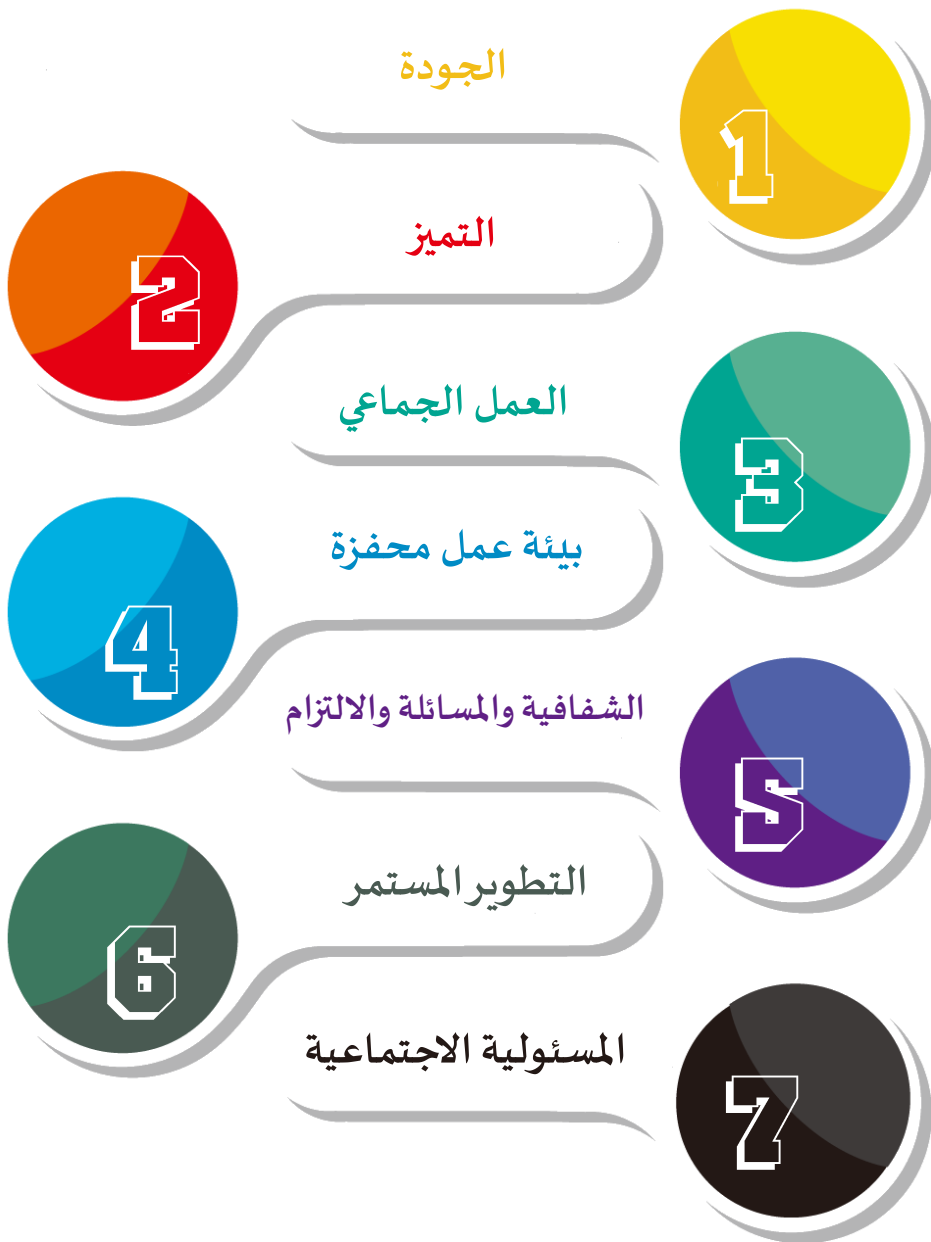 الجودة
1
التميز
2
العمل الجماعي
3
بيئة عمل محفزة
4
الشفافية والمسائلة والالتزام
5
التطوير المستمر
6
المسئولية الاجتماعية
7